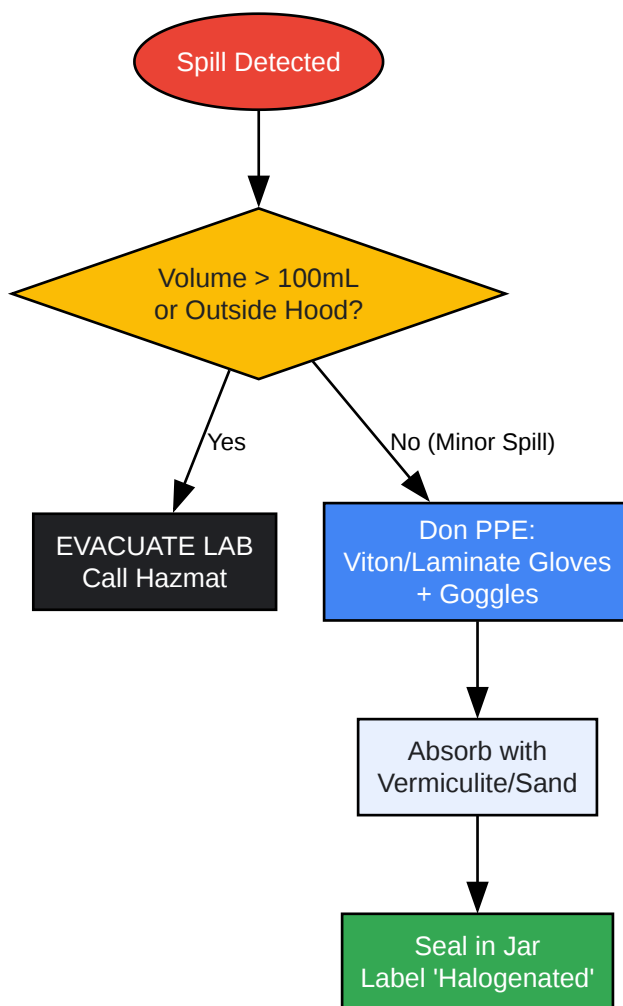 Spill Detected
Volume > 100mL
or Outside Hood?
Yes
No (Minor Spill)
EVACUATE LAB
Call Hazmat
Don PPE:
Viton/Laminate Gloves
+ Goggles
Absorb with
Vermiculite/Sand
Seal in Jar
Label 'Halogenated'